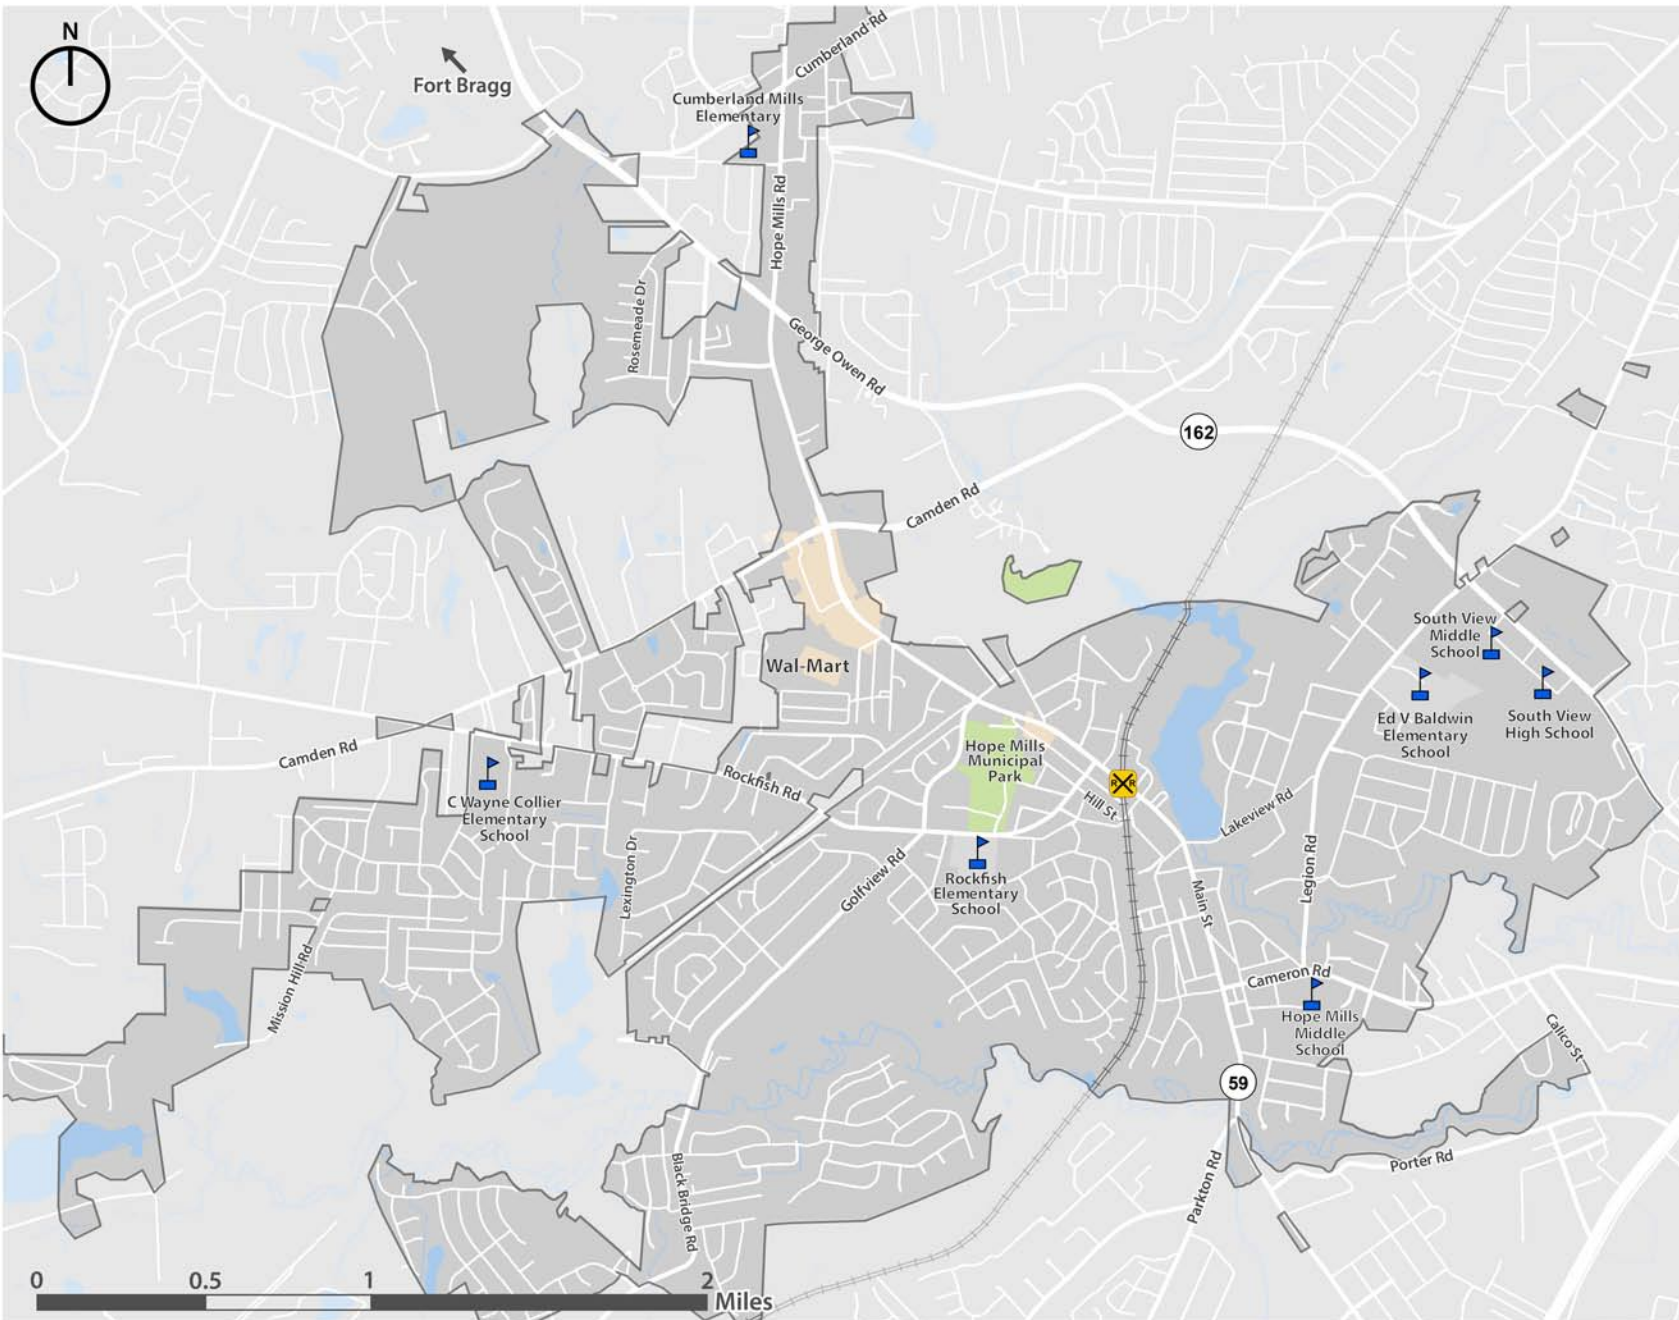 N
Fort Bragg
Cumberland Rd
Cumberland Mills
Elementary
Hope Mills Rd
Rosemeade Dr
George Owen Rd
162
Camden Rd
South View
Middle
School
Wal-Mart
Ed V Baldwin
Elementary
School
South View
High School
Camden Rd
Hope Mills
Municipal
Park
Rockfish Rd
R R
Hill St
C Wayne Collier
Elementary
School
Lakeview Rd
Lexington Dr
Golfview Rd
Legion Rd
Rockfish
Elementary
School
Main St
Mission Hill Rd
Cameron Rd
Hope Mills
Middle
School
Calico St
59
Black Bridge Rd
Parkton Rd
Porter Rd
0 0.5 1 2
Miles